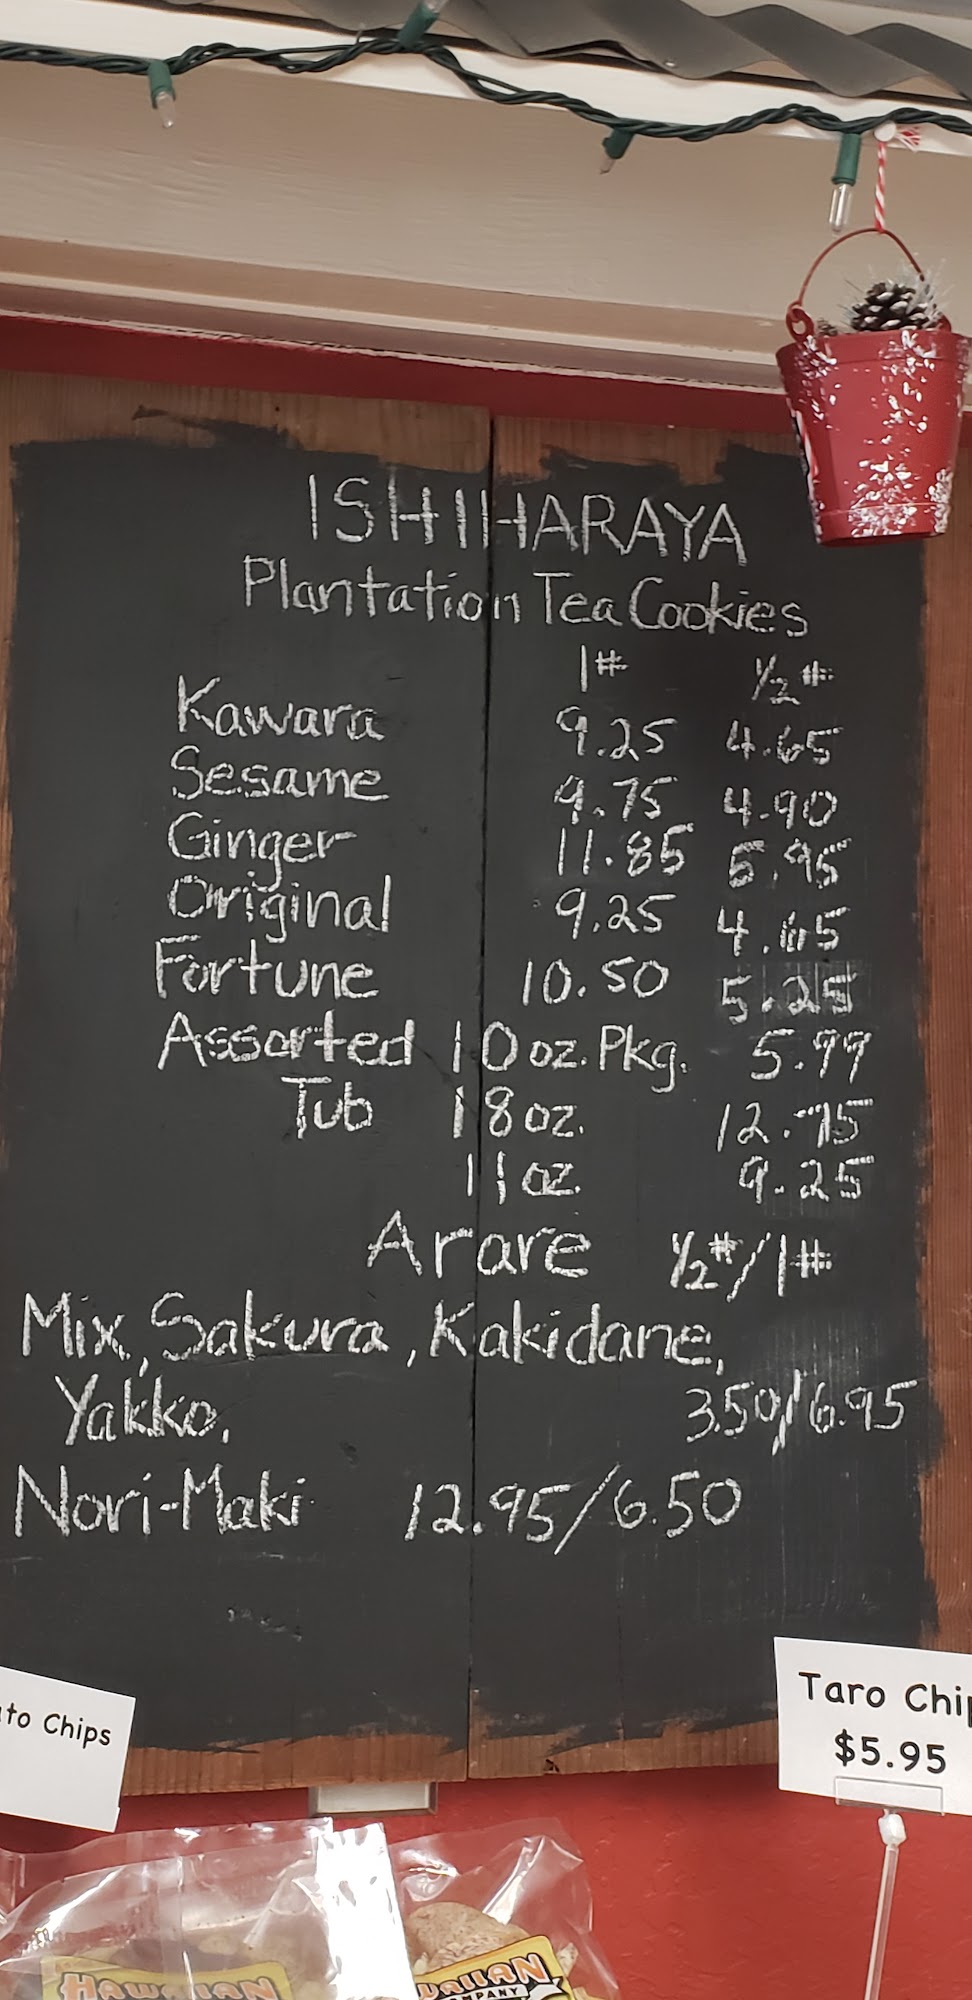 ISHIHARAYA
Plantation Tea Cookies
1# ½#
Kawara 9.25 4.65
Sesame 9.75 4.90
Ginger 11.85 5.95
Original 9.25 4.65
Fortune 10.50 5.25
Assorted 10 oz. Pkg. 5.99
Tub 18 oz. 12.75
11 oz. 9.25
Arare ½#/1#
Mix, Sakura, Kakidane,
Yakko, 3.50/6.95
Nori-Maki 12.95/6.50
Chips
Taro Chip
$5.95
HAWAIIAN